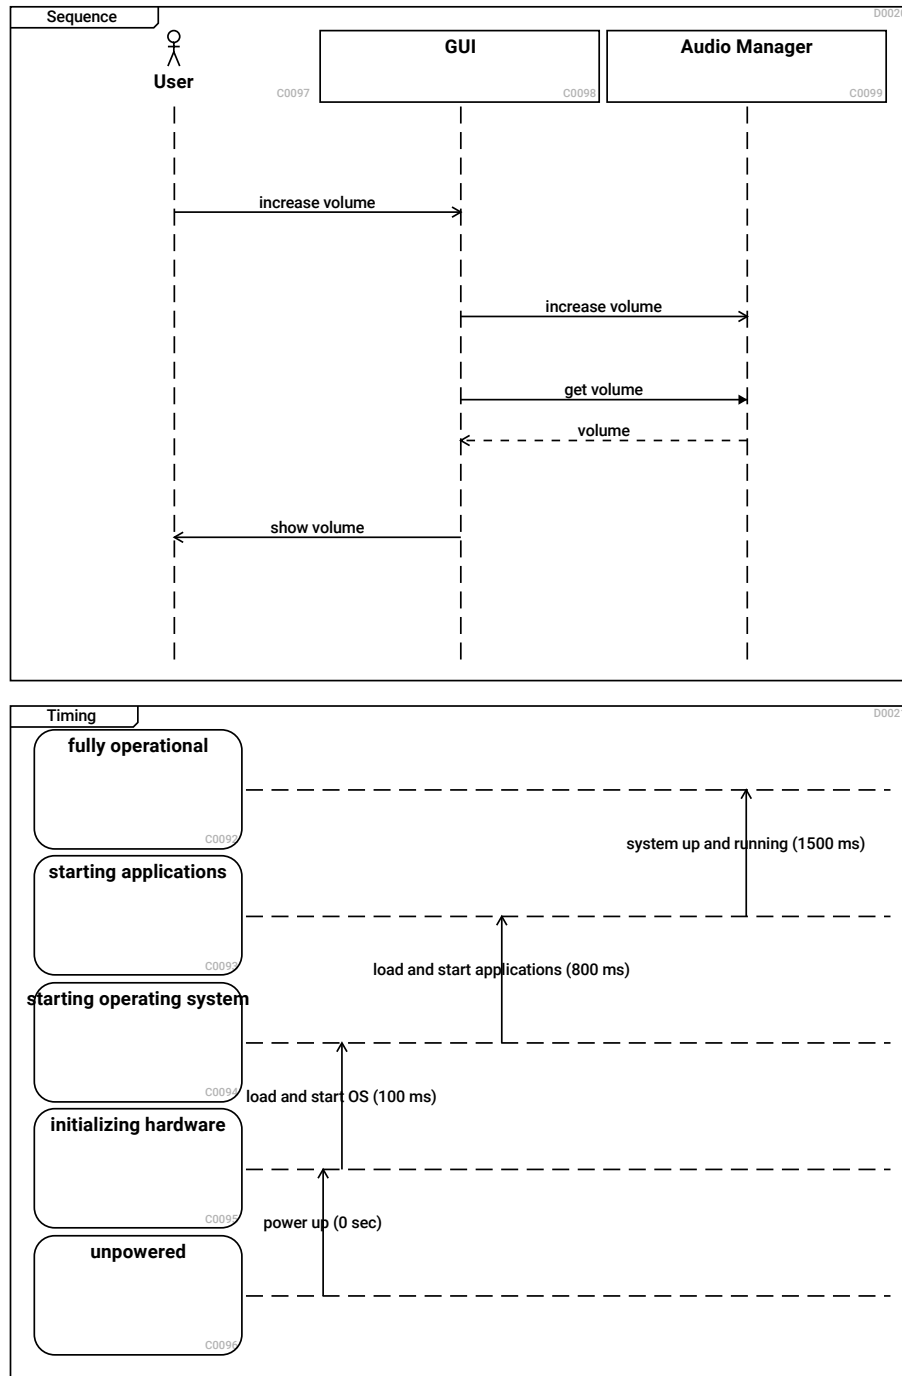 Sequence
User
GUI
Audio Manager
C0097
C0098
C0099
increase volume
increase volume
get volume
volume
show volume
Timing
fully operational
C0092
system up and running (1500 ms)
starting applications
C0093
load and start applications (800 ms)
starting operating system
C0094
load and start OS (100 ms)
initializing hardware
C0095
power up (0 sec)
unpowered
C0096